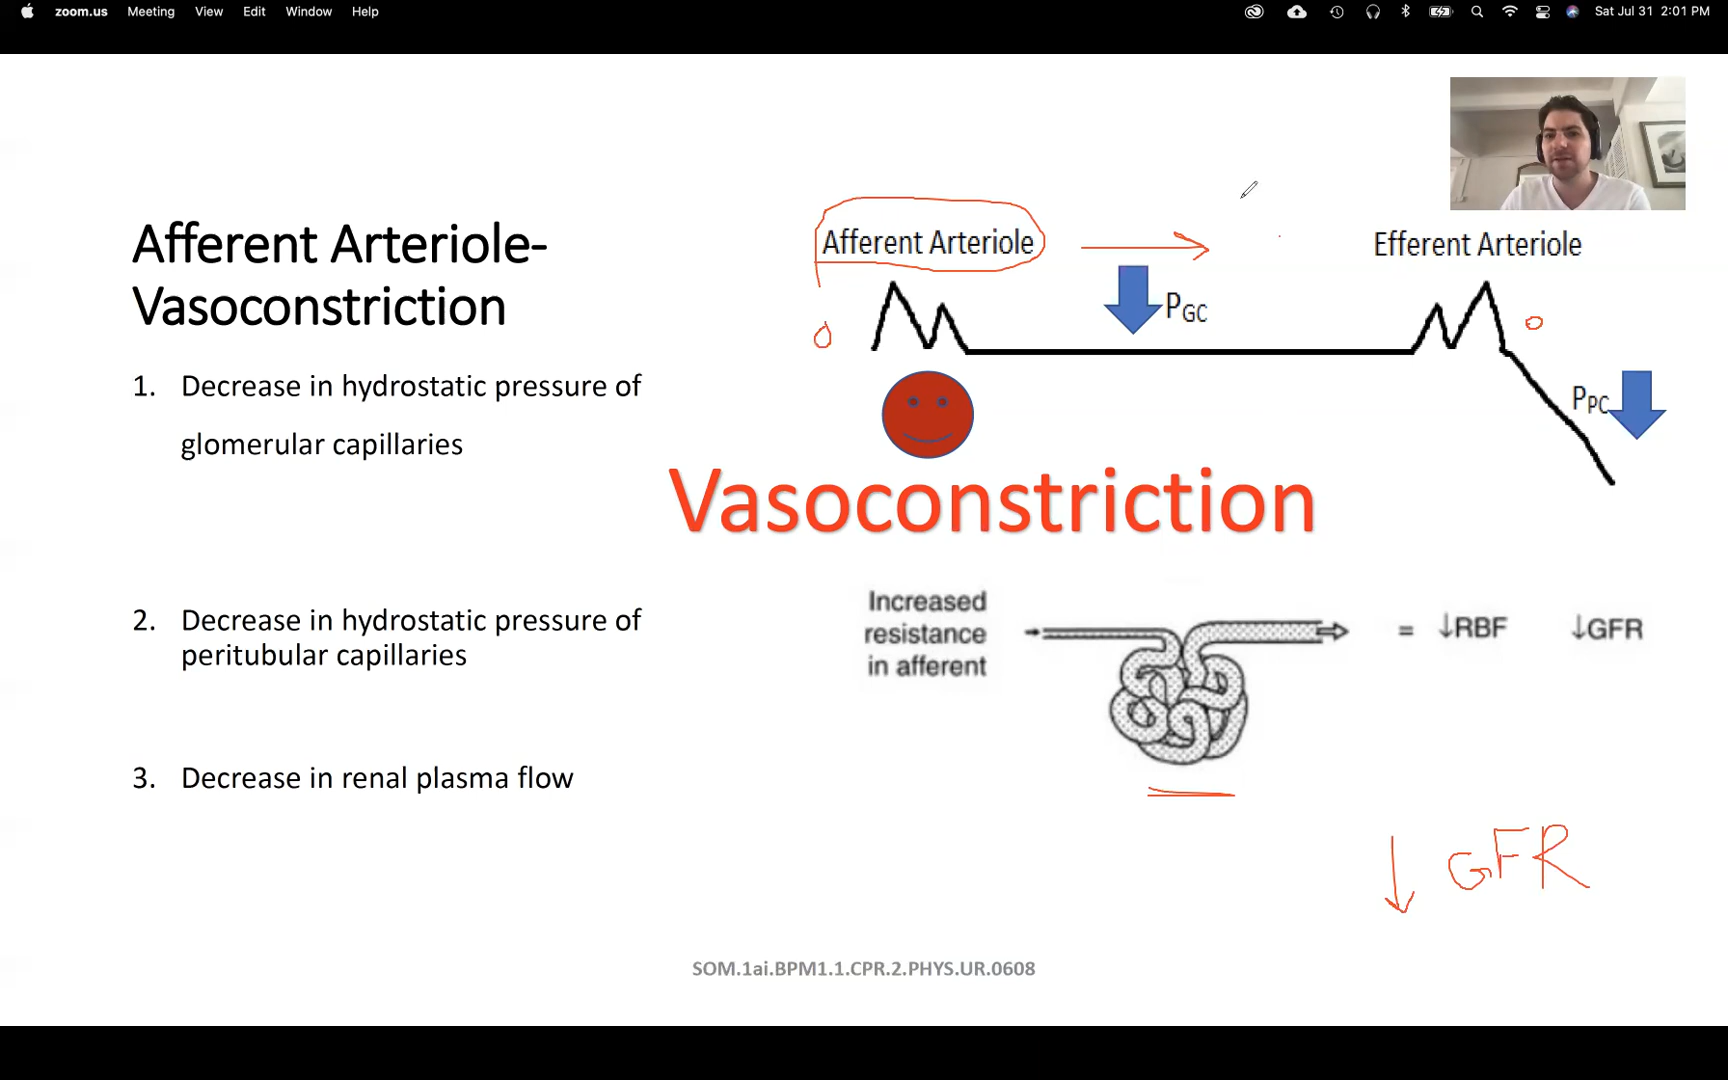 zoom.us Meeting View Edit Window Help Sat Jul 31 2:01 PM
Afferent Arteriole-
Vasoconstriction
1. Decrease in hydrostatic pressure of
glomerular capillaries
2. Decrease in hydrostatic pressure of
peritubular capillaries
3. Decrease in renal plasma flow
Afferent Arteriole
Efferent Arteriole
PGC
PPC
Vasoconstriction
Increased
resistance
in afferent
= ↓RBF ↓GFR
↓ GFR
SOM.1ai.BPM1.1.CPR.2.PHYS.UR.0608